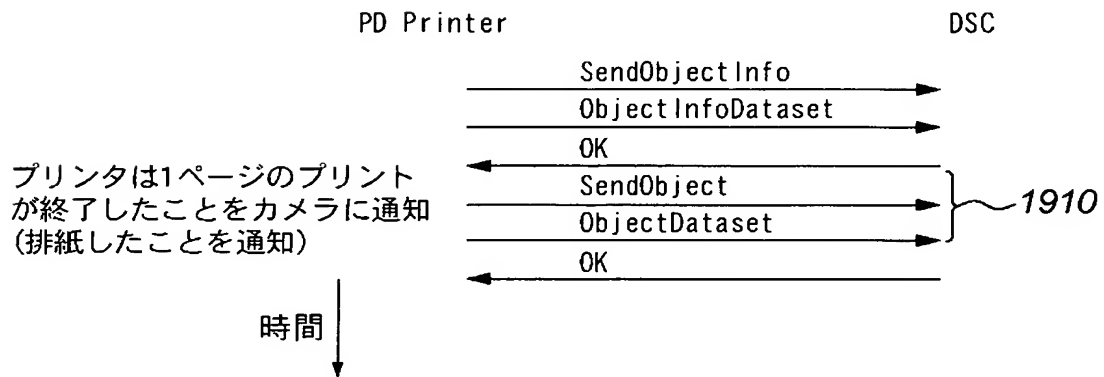 PD Printer DSC
SendObjectInfo
ObjectInfoDataset
OK
プリンタは1ページのプリント
が終了したことをカメラに通知
(排紙したことを通知)
SendObject
ObjectDataset
1910
OK
時間